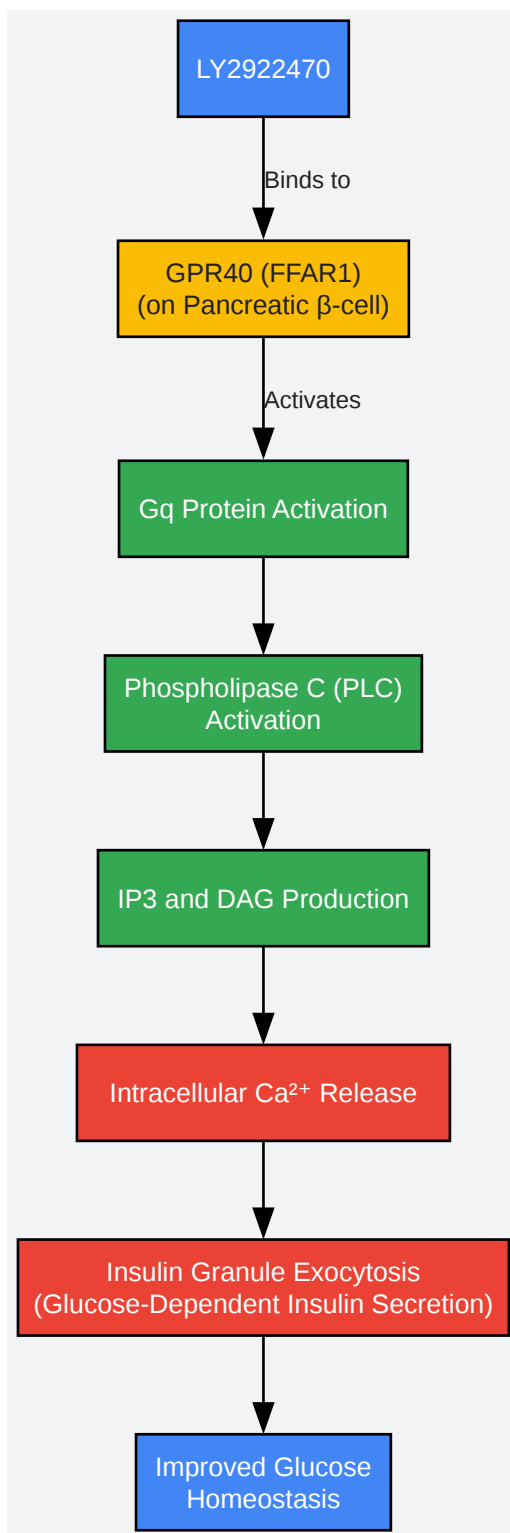 LY2922470
Binds to
GPR40 (FFAR1)
(on Pancreatic β-cell)
Activates
Gq Protein Activation
Phospholipase C (PLC)
Activation
IP3 and DAG Production
Intracellular Ca²⁺ Release
Insulin Granule Exocytosis
(Glucose-Dependent Insulin Secretion)
Improved Glucose
Homeostasis